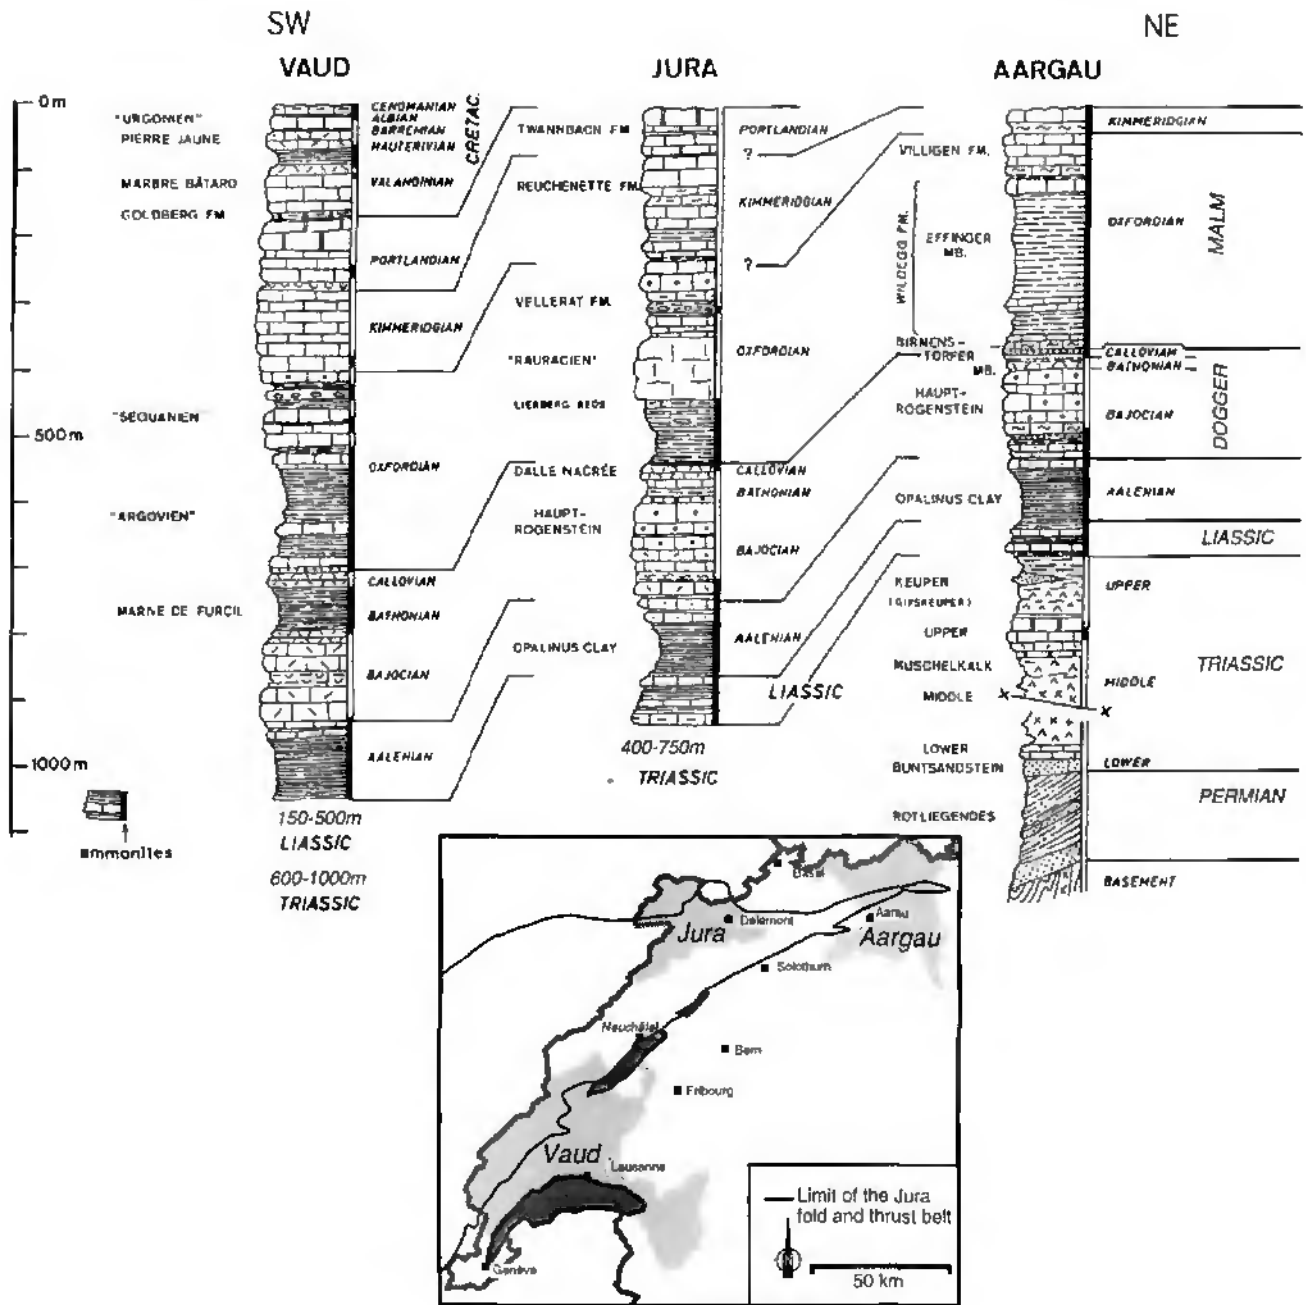 SW
NE
VAUD
JURA
AARGAU
0m
500m
1000m
ammonites
"URGONIEN"
PIERRE JAUNE
MARBRE BÂTARD
GOLDBERG FM
"SEQUANIEN"
"ARGOVIEN"
MARNE DE FURCIL
CENOMANIAN
ALBIAN
BARREMIAN
HAUTERIVIAN
CRETAC.
VALANGINIAN
PORTLANDIAN
KIMMERIDGIAN
OXFORDIAN
CALLOVIAN
BATHONIAN
BAJOCIAN
AALENIAN
150-500m
LIASSIC
600-1000m
TRIASSIC
TWANNBACH FM
REUCHENETTE FM.
VELLERAT FM.
"RAURACIEN"
LIESBERG BEDS
DALLE NACRÉE
HAUPT-
ROGENSTEIN
OPALINUS CLAY
PORTLANDIAN
?
KIMMERIDGIAN
?
OXFORDIAN
CALLOVIAN
BATHONIAN
BAJOCIAN
AALENIAN
LIASSIC
400-750m
TRIASSIC
VILLIGEN FM.
WILDEGG FM.
EFFINGER
MB.
BIRMENS-
TORFER
MB.
HAUPT-
ROGENSTEIN
OPALINUS CLAY
KEUPER
(GIPSKEUPER)
UPPER
MUSCHELKALK
MIDDLE
LOWER
BUNTSANDSTEIN
ROTLIEGENDES
KIMMERIDGIAN
OXFORDIAN
MALM
CALLOVIAM
BATHONIAN
BAJOCIAN
DOGGER
AALENIAN
LIASSIC
UPPER
MIDDLE
TRIASSIC
X
X
LOWER
PERMIAN
BASEMENT
Basel
Delémont
Jura
Aarau
Aargau
Solothurn
Neuchâtel
Bern
Fribourg
Vaud
Lausanne
Genève
Limit of the Jura
fold and thrust belt
N
50 km